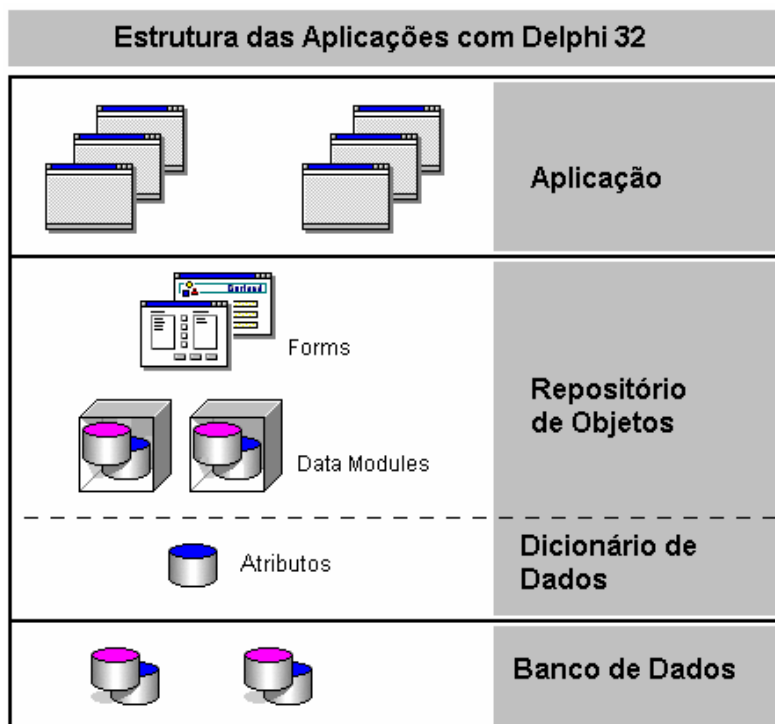 Estrutura das Aplicações com Delphi 32
Aplicação
Borland
Forms
Repositório
de Objetos
Data Modules
Atributos
Dicionário de
Dados
Banco de Dados